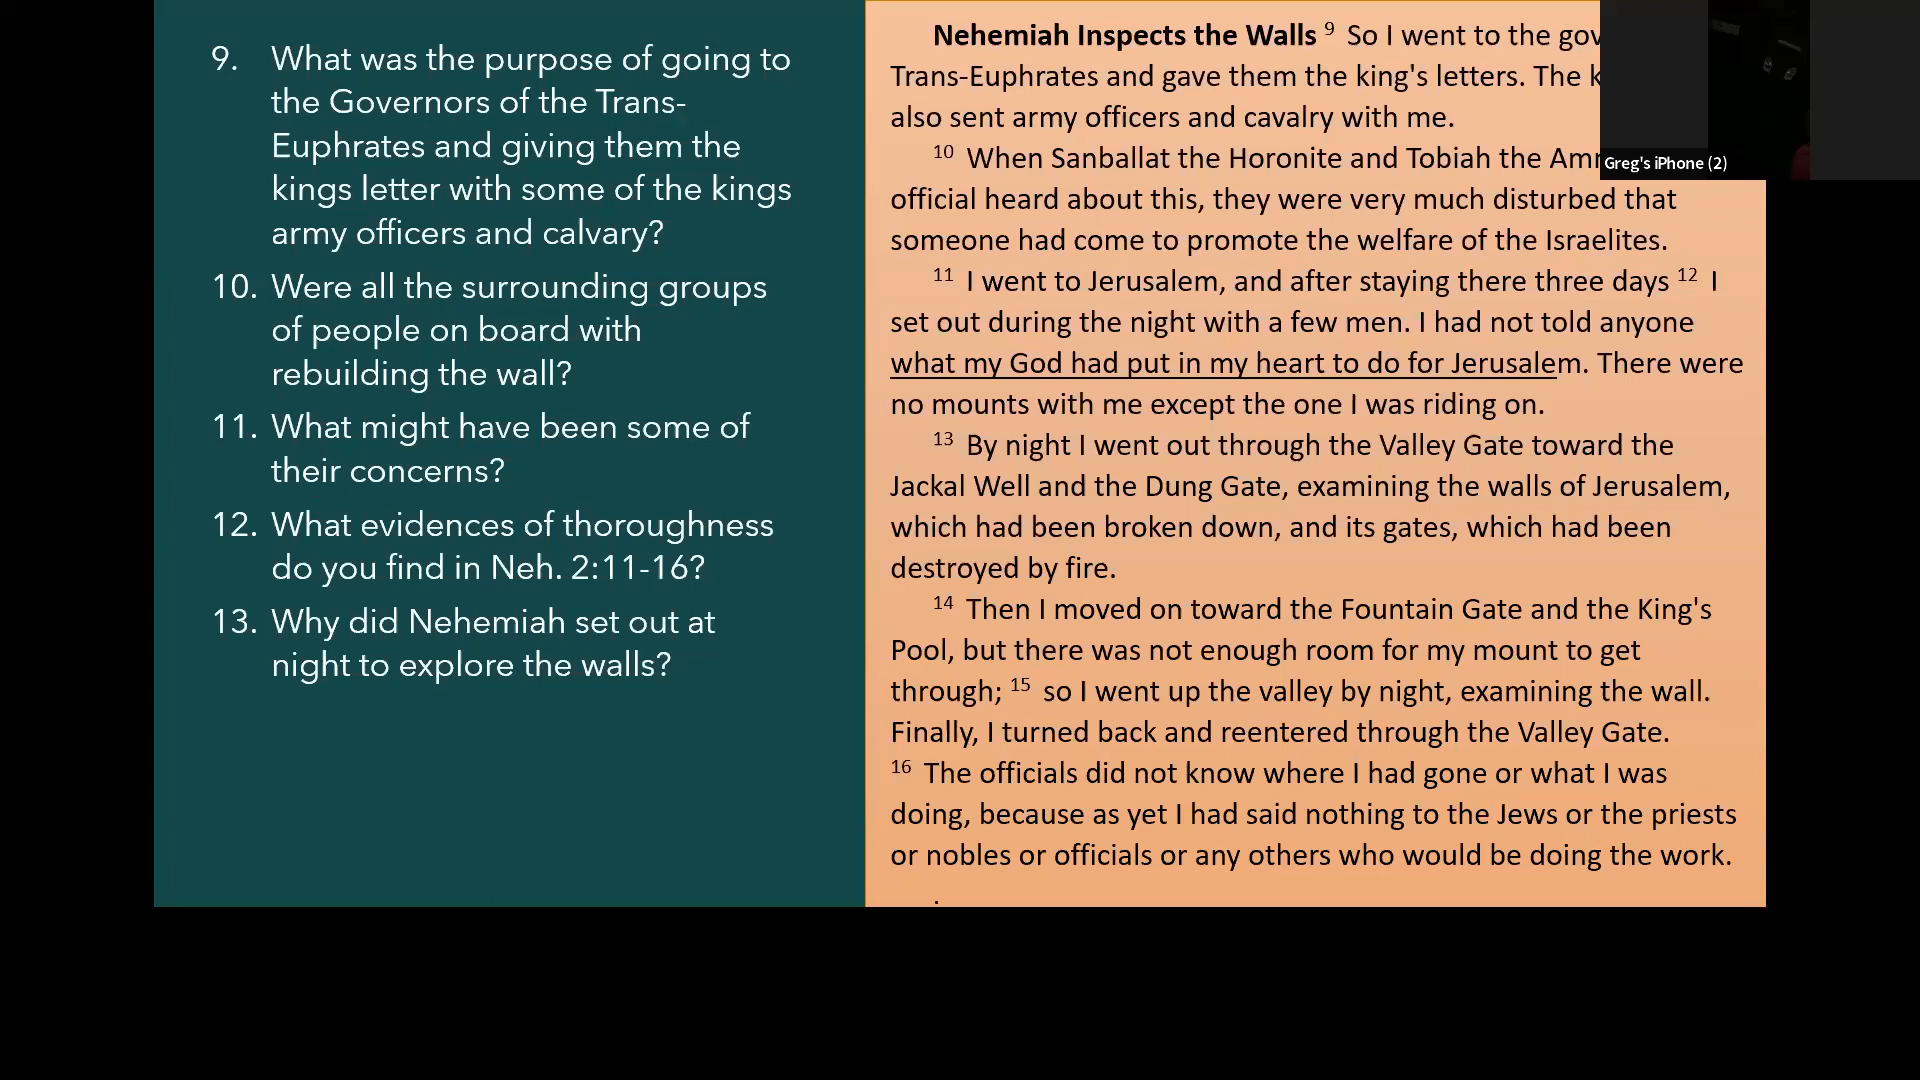 9. What was the purpose of going to
the Governors of the Trans-
Euphrates and giving them the
kings letter with some of the kings
army officers and calvary?
10. Were all the surrounding groups
of people on board with
rebuilding the wall?
11. What might have been some of
their concerns?
12. What evidences of thoroughness
do you find in Neh. 2:11-16?
13. Why did Nehemiah set out at
night to explore the walls?
Nehemiah Inspects the Walls 9 So I went to the
Trans-Euphrates and gave them the king's letters. The
also sent army officers and cavalry with me.
10 When Sanballat the Horonite and Tobiah the
official heard about this, they were very much disturbed that
someone had come to promote the welfare of the Israelites.
11 I went to Jerusalem, and after staying there three days 12 I
set out during the night with a few men. I had not told anyone
what my God had put in my heart to do for Jerusalem. There were
no mounts with me except the one I was riding on.
13 By night I went out through the Valley Gate toward the
Jackal Well and the Dung Gate, examining the walls of Jerusalem,
which had been broken down, and its gates, which had been
destroyed by fire.
14 Then I moved on toward the Fountain Gate and the King's
Pool, but there was not enough room for my mount to get
through; 15 so I went up the valley by night, examining the wall.
Finally, I turned back and reentered through the Valley Gate.
16 The officials did not know where I had gone or what I was
doing, because as yet I had said nothing to the Jews or the priests
or nobles or officials or any others who would be doing the work.
.
Greg's iPhone (2)